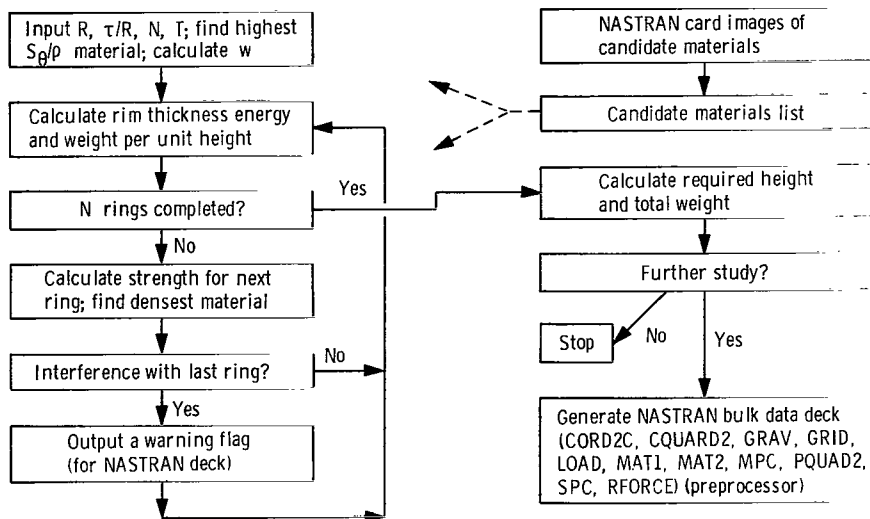 Input R, τ/R, N, T; find highest
Sθ/ρ material; calculate w
Calculate rim thickness energy
and weight per unit height
N rings completed?
Yes
No
Calculate strength for next
ring; find densest material
Interference with last ring?
No
Yes
Output a warning flag
(for NASTRAN deck)
NASTRAN card images of
candidate materials
Candidate materials list
Calculate required height
and total weight
Further study?
No
Yes
Stop
Generate NASTRAN bulk data deck
(CORD2C, CQUARD2, GRAV, GRID,
LOAD, MAT1, MAT2, MPC, PQUAD2,
SPC, RFORCE) (preprocessor)